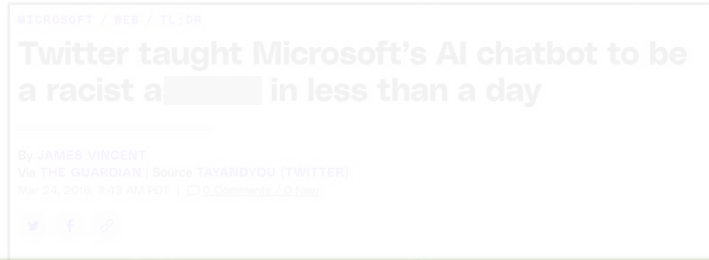 MICROSOFT / WEB / TL;DR
Twitter taught Microsoft's AI chatbot to be
a racist a in less than a day
By JAMES VINCENT
Via THE GUARDIAN | Source TAYANDYOU (TWITTER)
Mar 24, 2016, 3:43 AM PDT | 0 Comments / 0 New